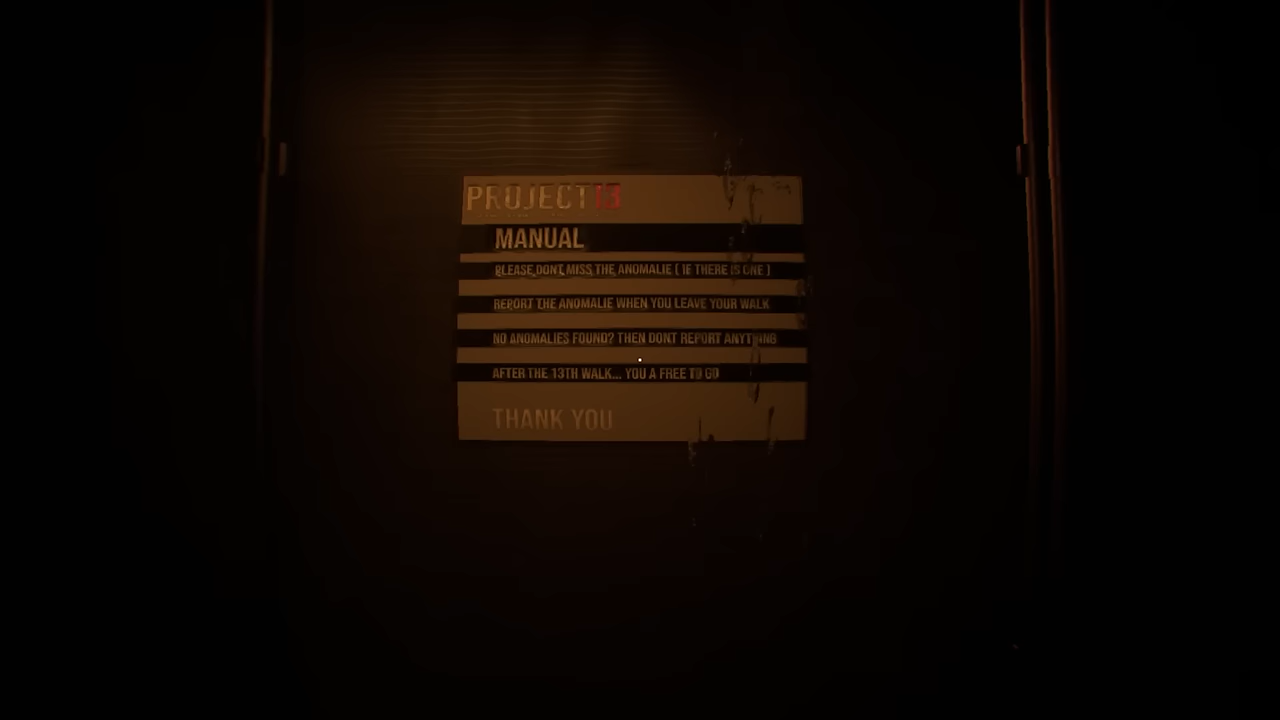 PROJECT13
MANUAL
PLEASE DONT MISS THE ANOMALIE ( IF THERE IS ONE )
REPORT THE ANOMALIE WHEN YOU LEAVE YOUR WALK
NO ANOMALIES FOUND? THEN DONT REPORT ANYTHING
AFTER THE 13TH WALK... YOU A FREE TO GO
THANK YOU